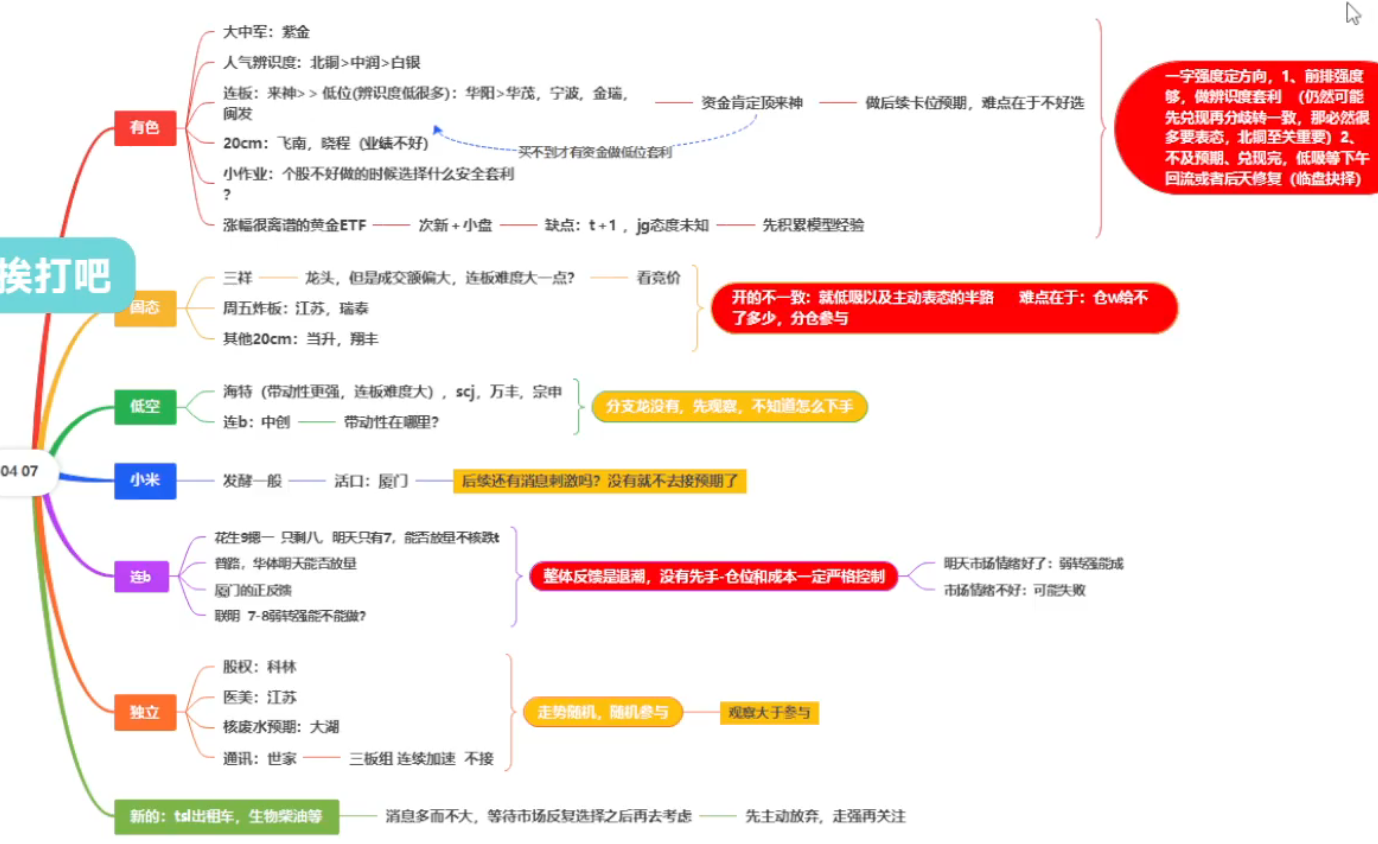 挨打吧
04 07
有色
大中军：紫金
人气辨识度：北铜>中润>白银
连板：来神>> 低位(辨识度低很多)：华阳>华茂，宁波，金瑞，
闽发
资金肯定顶来神
做后续卡位预期，难点在于不好选
20cm：飞南，晓程（业绩不好）
买不到才有资金做低位套利
小作业：个股不好做的时候选择什么安全套利
？
涨幅很离谱的黄金ETF
次新＋小盘
缺点：t＋1 ，jg态度未知
先积累模型经验
一字强度定方向，1、前排强度
够，做辨识度套利 （仍然可能
先兑现再分歧转一致，那必然很
多要表态，北铜至关重要）2、
不及预期、兑现完，低吸等下午
回流或者后天修复（临盘抉择）
固态
三祥
龙头，但是成交额偏大，连板难度大一点？
看竞价
周五炸板：江苏，瑞泰
其他20cm：当升，翔丰
开的不一致：就低吸以及主动表态的半路 难点在于：仓w给不
了多少，分仓参与
低空
海特（带动性更强，连板难度大），scj，万丰，宗申
连b：中创
带动性在哪里？
分支龙没有，先观察，不知道怎么下手
小米
发酵一般
活口：厦门
后续还有消息刺激吗？没有就不去接预期了
连b
花生9摁一 只剩八，明天只有7，能否放量不核跌t
普路，华体明天能否放量
厦门的正反馈
联明 7-8弱转强能不能做?
整体反馈是退潮，没有先手-仓位和成本一定严格控制
明天市场情绪好了：弱转强能成
市场情绪不好：可能失败
独立
股权：科林
医美：江苏
核废水预期：大湖
通讯：世家
三板组 连续加速 不接
走势随机，随机参与
观察大于参与
新的：tsl出租车，生物柴油等
消息多而不大，等待市场反复选择之后再去考虑
先主动放弃，走强再关注